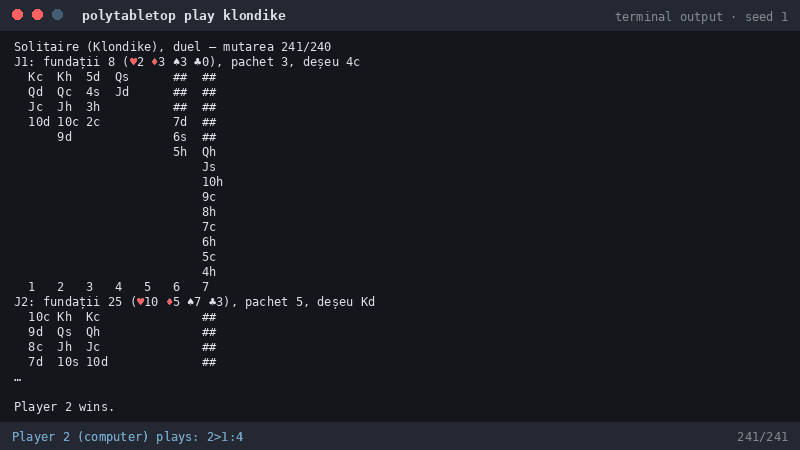 polytabletop play klondike
terminal output · seed 1
Solitaire (Klondike), duel — mutarea 241/240
J1: fundații 8 (♥2 ♦3 ♠3 ♣0), pachet 3, deșeu 4c
Kc Kh 5d Qs ## ##
Qd Qc 4s Jd ## ##
Jc Jh 3h ## ##
10d 10c 2c 7d ##
9d 6s ##
5h Qh
Js
10h
9c
8h
7c
6h
5c
4h
1 2 3 4 5 6 7
J2: fundații 25 (♥10 ♦5 ♠7 ♣3), pachet 5, deșeu Kd
10c Kh Kc ##
9d Qs Qh ##
8c Jh Jc ##
7d 10s 10d ##
…
Player 2 wins.
Player 2 (computer) plays: 2>1:4
241/241